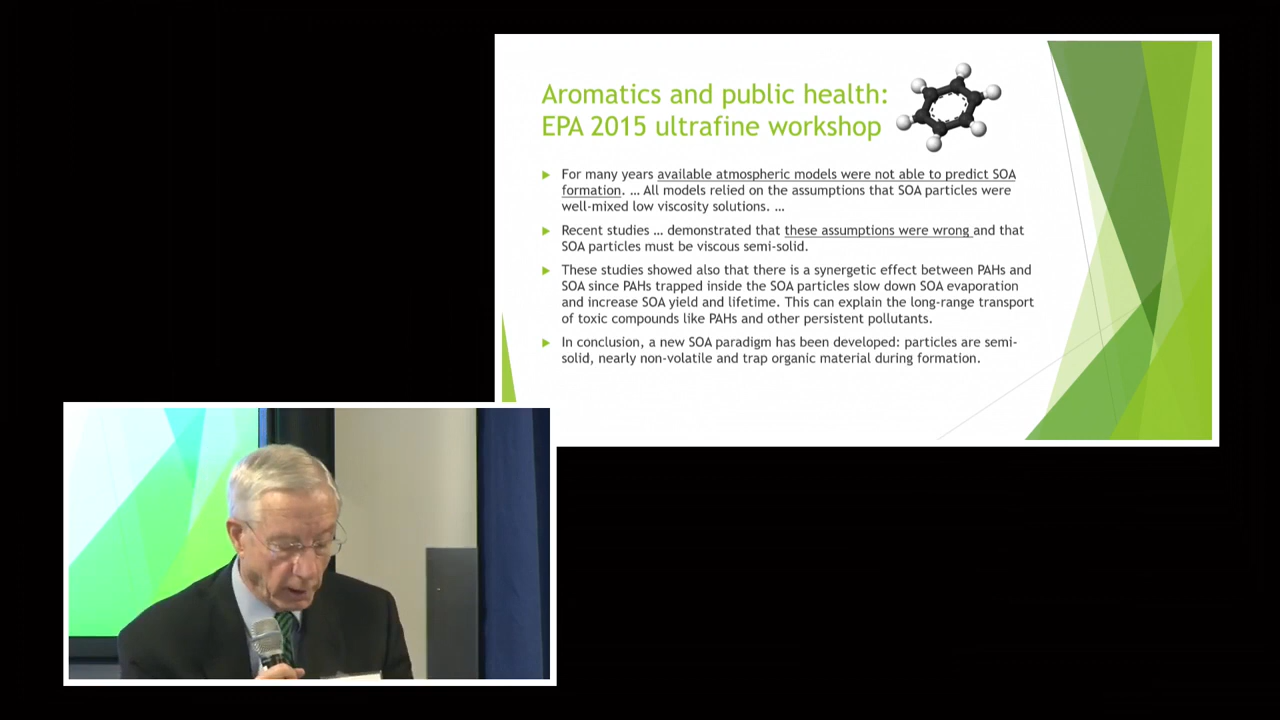 Aromatics and public health:
EPA 2015 ultrafine workshop
For many years available atmospheric models were not able to predict SOA
formation. … All models relied on the assumptions that SOA particles were
well-mixed low viscosity solutions. …
Recent studies … demonstrated that these assumptions were wrong and that
SOA particles must be viscous semi-solid.
These studies showed also that there is a synergetic effect between PAHs and
SOA since PAHs trapped inside the SOA particles slow down SOA evaporation
and increase SOA yield and lifetime. This can explain the long-range transport
of toxic compounds like PAHs and other persistent pollutants.
In conclusion, a new SOA paradigm has been developed: particles are semi-
solid, nearly non-volatile and trap organic material during formation.